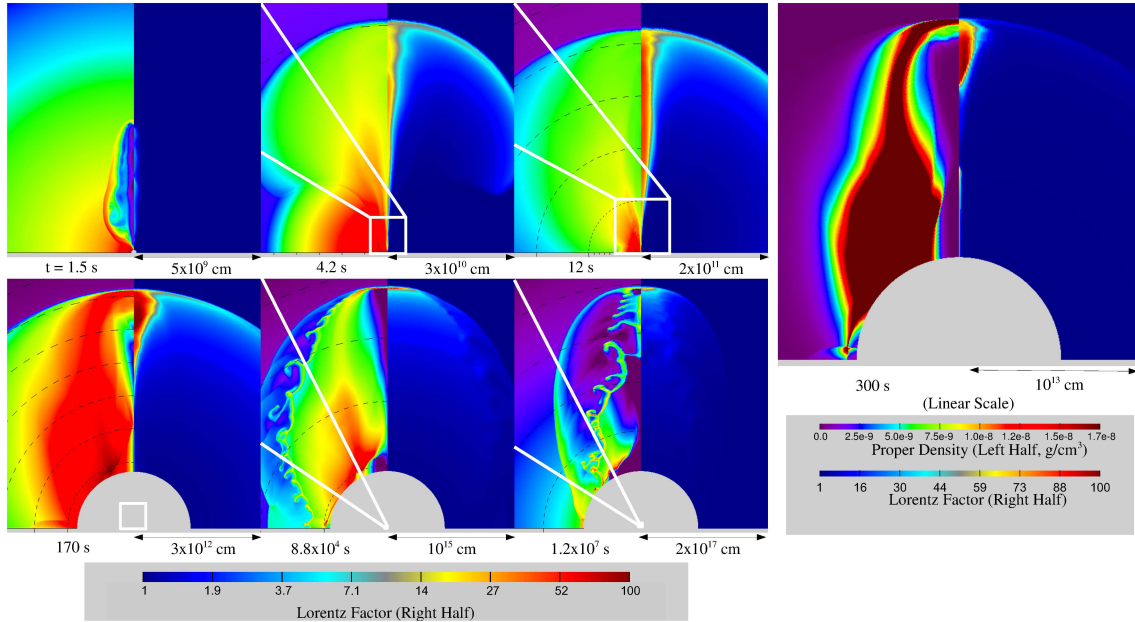 t = 1.5 s
5x10⁹ cm
4.2 s
3x10¹⁰ cm
12 s
2x10¹¹ cm
170 s
3x10¹² cm
8.8x10⁴ s
10¹⁵ cm
1.2x10⁷ s
2x10¹⁷ cm
1 1.9 3.7 7.1 14 27 52 100
Lorentz Factor (Right Half)
300 s
10¹³ cm
(Linear Scale)
0.0 2.5e-9 5.0e-9 7.5e-9 1.0e-8 1.2e-8 1.5e-8 1.7e-8
Proper Density (Left Half, g/cm³)
1 16 30 44 59 73 88 100
Lorentz Factor (Right Half)